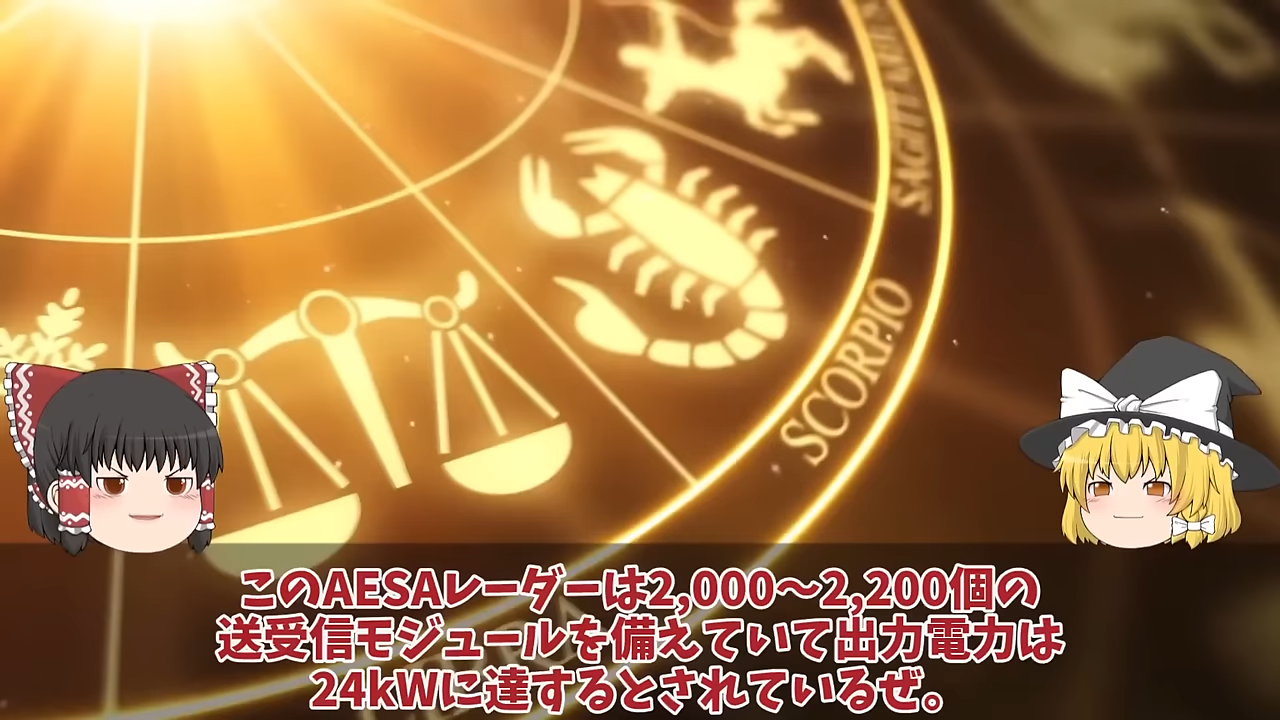 SAGITTARIUS
SCORPIO
このAESAレーダーは2,000～2,200個の
送受信モジュールを備えていて出力電力は
24kWに達するとされているぜ。